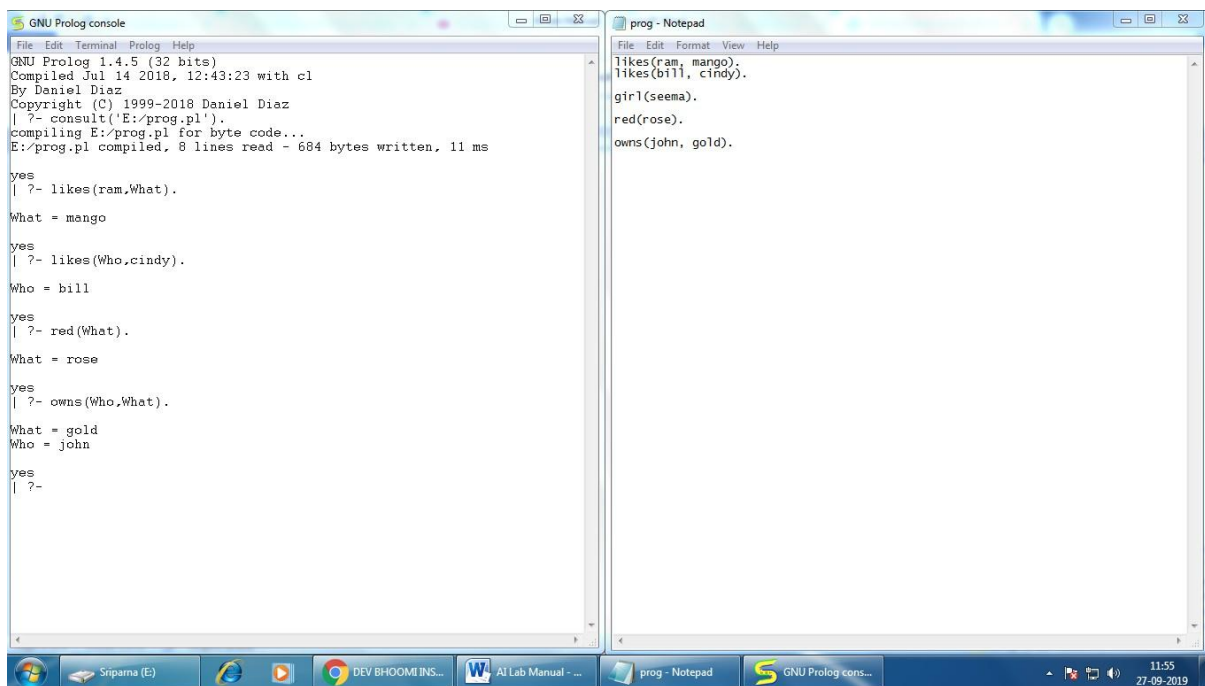 GNU Prolog console
File Edit Terminal Prolog Help
GNU Prolog 1.4.5 (32 bits)
Compiled Jul 14 2018, 12:43:23 with cl
By Daniel Diaz
Copyright (C) 1999-2018 Daniel Diaz
| ?- consult('E:/prog.pl').
compiling E:/prog.pl for byte code...
E:/prog.pl compiled, 8 lines read - 684 bytes written, 11 ms
yes
| ?- likes(ram,What).
What = mango
yes
| ?- likes(Who,cindy).
Who = bill
yes
| ?- red(What).
What = rose
yes
| ?- owns(Who,What).
What = gold
Who = john
yes
| ?-
prog - Notepad
File Edit Format View Help
likes(ram, mango).
likes(bill, cindy).
girl(seema).
red(rose).
owns(john, gold).
Sriparna (E:)
DEV BHOOMI INS...
AI Lab Manual - ...
prog - Notepad
GNU Prolog cons...
11:55
27-09-2019